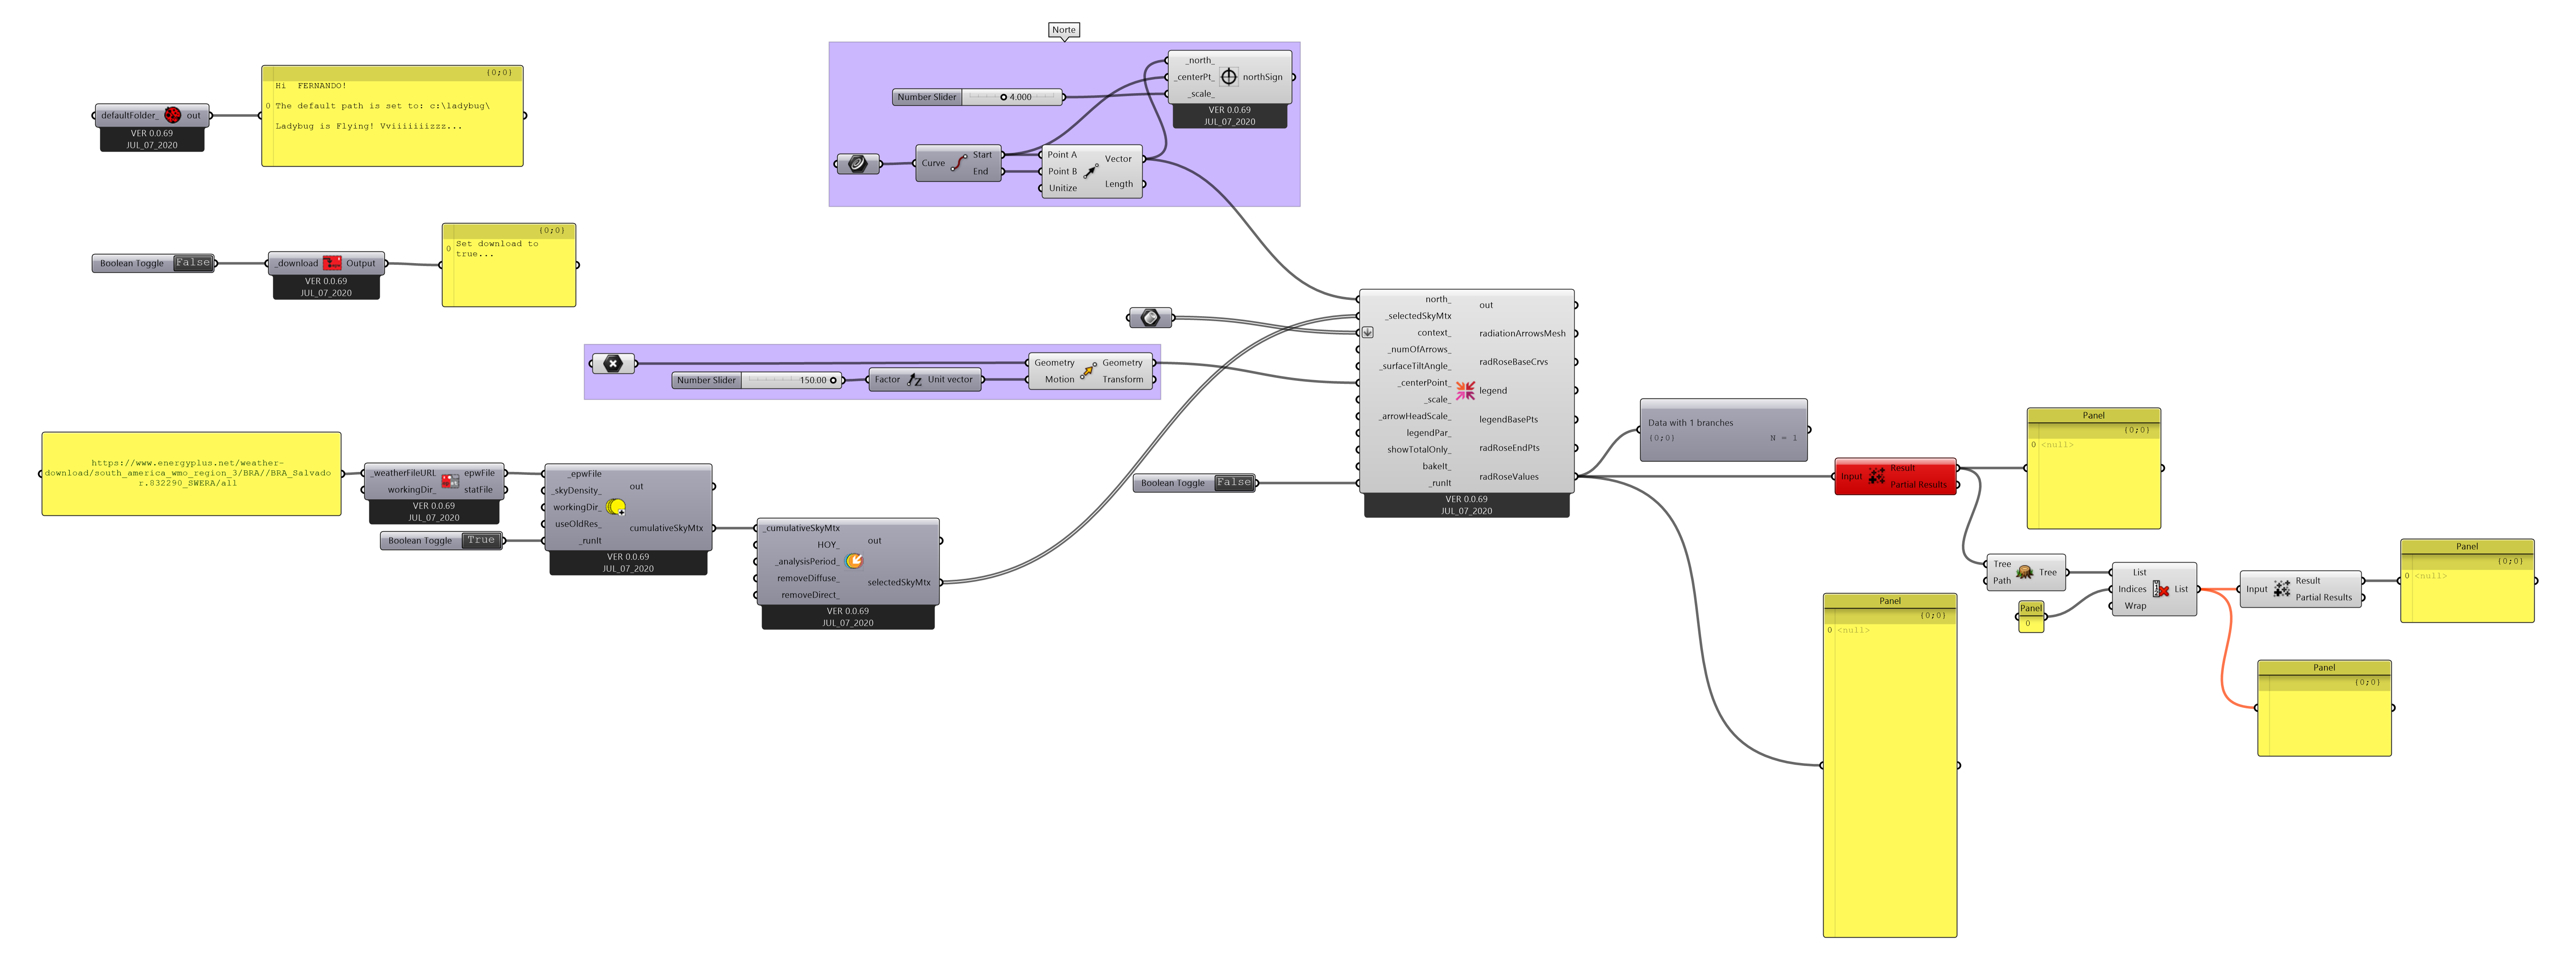 Norte
_north_
_centerPt_
_scale_
northSign
VER 0.0.69
JUL_07_2020
Number Slider
4.000
Curve
Start
End
Point A
Point B
Unitize
Vector
Length
defaultFolder_
out
VER 0.0.69
JUL_07_2020
{0;0}
0
Hi  FERNANDO!
The default path is set to: c:\ladybug\
Ladybug is Flying! Vviiiiiiizzz...
Boolean Toggle
False
_download
Output
VER 0.0.69
JUL_07_2020
{0;0}
0
Set download to
true...
Geometry
Motion
Geometry
Transform
Number Slider
150.00
Factor
Unit vector
north_
_selectedSkyMtx
context_
_numOfArrows_
_surfaceTiltAngle_
_centerPoint_
_scale_
_arrowHeadScale_
legendPar_
showTotalOnly_
bakeIt_
_runIt
out
radiationArrowsMesh
radRoseBaseCrvs
legend
legendBasePts
radRoseEndPts
radRoseValues
VER 0.0.69
JUL_07_2020
Boolean Toggle
False
https://www.energyplus.net/weather-
download/south_america_wmo_region_3/BRA//BRA_Salvado
r.832290_SWERA/all
_weatherFileURL
workingDir_
epwFile
statFile
VER 0.0.69
JUL_07_2020
Boolean Toggle
True
_epwFile
_skyDensity_
workingDir_
useOldRes_
_runIt
out
cumulativeSkyMtx
VER 0.0.69
JUL_07_2020
_cumulativeSkyMtx
HOY_
_analysisPeriod_
removeDiffuse_
removeDirect_
out
selectedSkyMtx
VER 0.0.69
JUL_07_2020
Data with 1 branches
{0;0}
N = 1
Input
Result
Partial Results
Panel
{0;0}
0
<null>
Tree
Path
Tree
Panel
0
List
Indices
Wrap
List
Input
Result
Partial Results
Panel
{0;0}
0
<null>
Panel
{0;0}
0
<null>
Panel
{0;0}